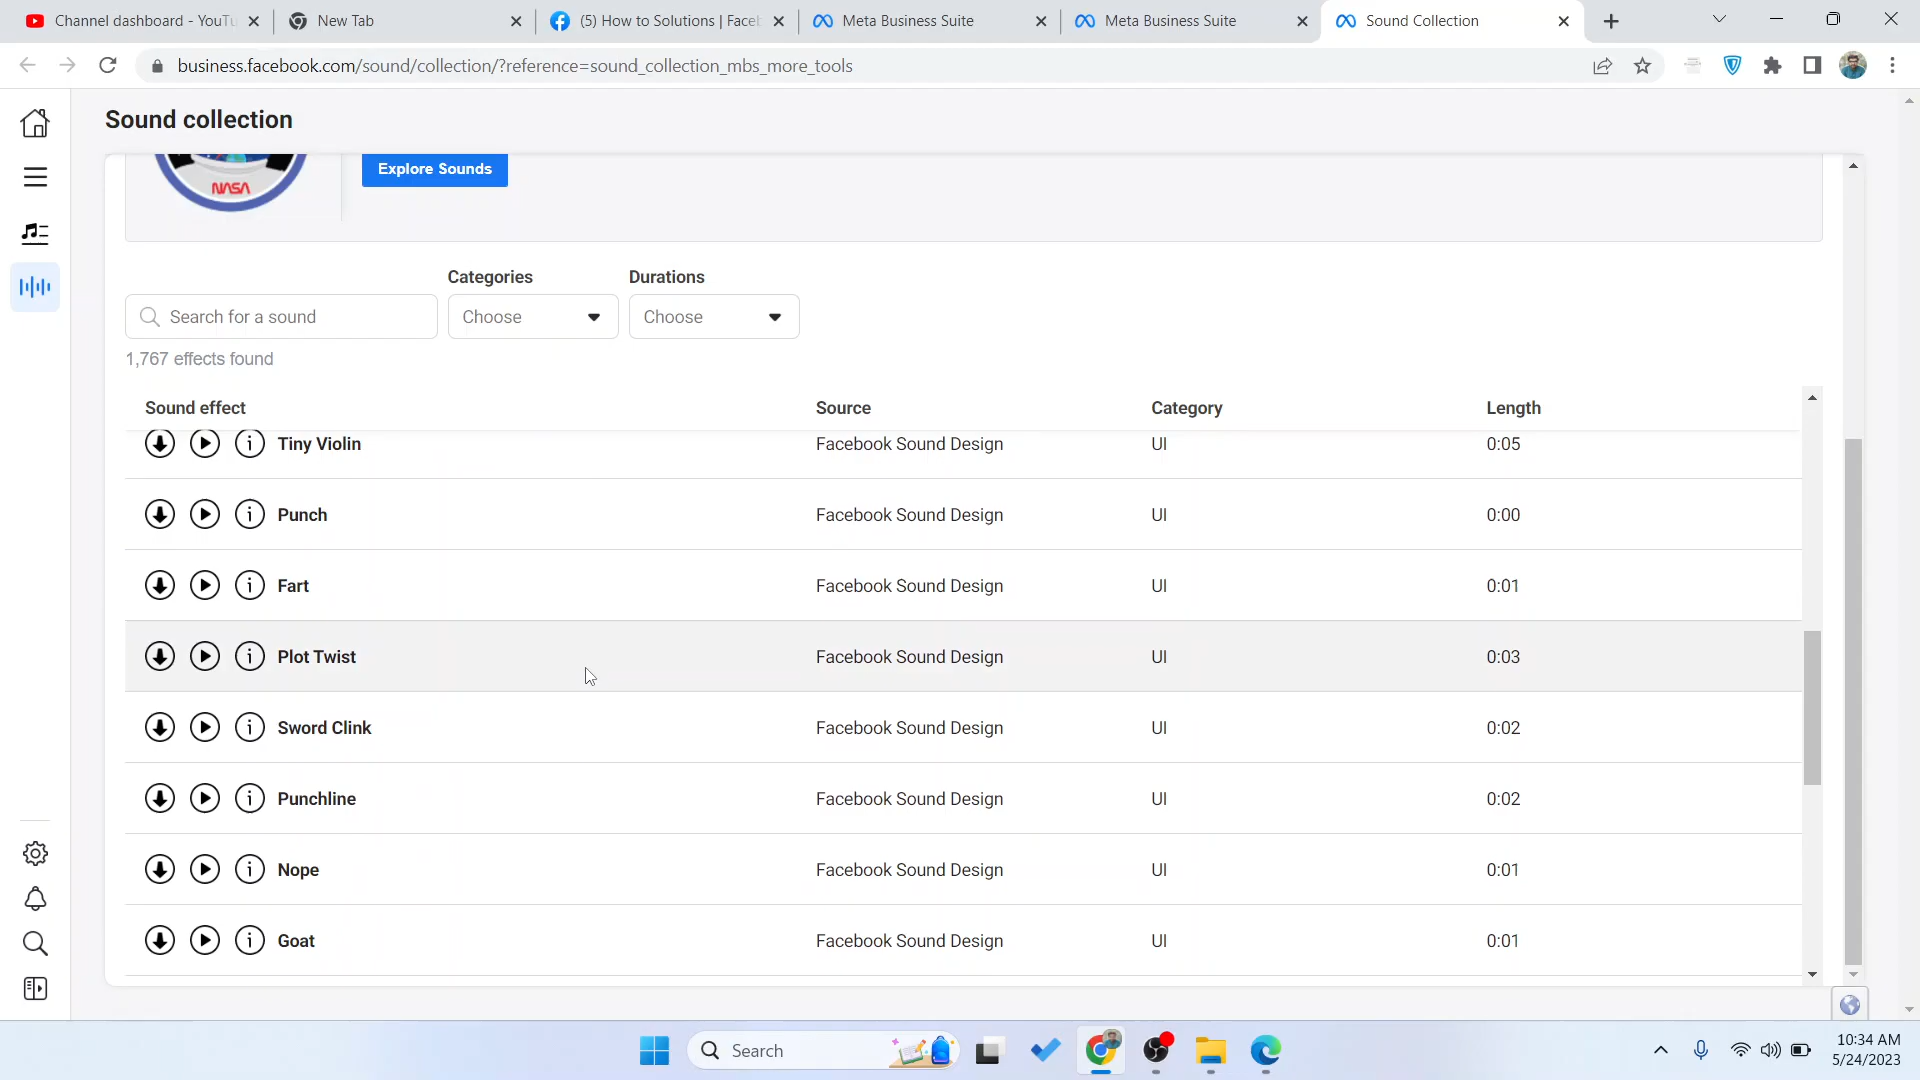 Channel dashboard - YouTu
New Tab
(5) How to Solutions | Faceb
Meta Business Suite
Meta Business Suite
Sound Collection
business.facebook.com/sound/collection/?reference=sound_collection_mbs_more_tools
Sound collection
NASA
Explore Sounds
Categories
Durations
Search for a sound
Choose
Choose
1,767 effects found
Sound effect Source Category Length
Tiny Violin Facebook Sound Design UI 0:05
Punch Facebook Sound Design UI 0:00
Fart Facebook Sound Design UI 0:01
Plot Twist Facebook Sound Design UI 0:03
Sword Clink Facebook Sound Design UI 0:02
Punchline Facebook Sound Design UI 0:02
Nope Facebook Sound Design UI 0:01
Goat Facebook Sound Design UI 0:01
Search
10:34 AM
5/24/2023